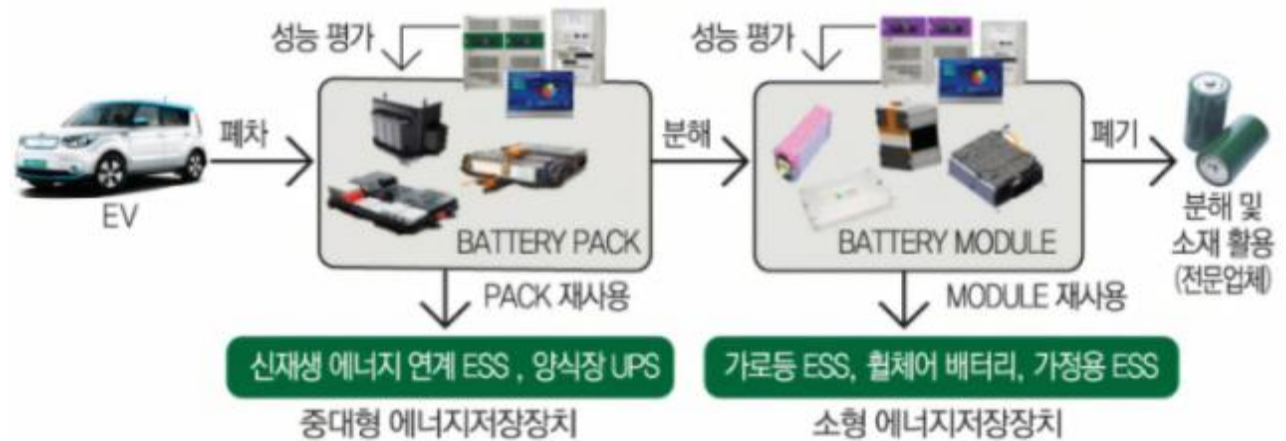 성능 평가
성능 평가
EV
폐차
BATTERY PACK
분해
BATTERY MODULE
폐기
분해 및
소재 활용
(전문업체)
PACK 재사용
MODULE 재사용
신재생 에너지 연계 ESS , 양식장 UPS
가로등 ESS, 휠체어 배터리, 가정용 ESS
중대형 에너지저장장치
소형 에너지저장장치